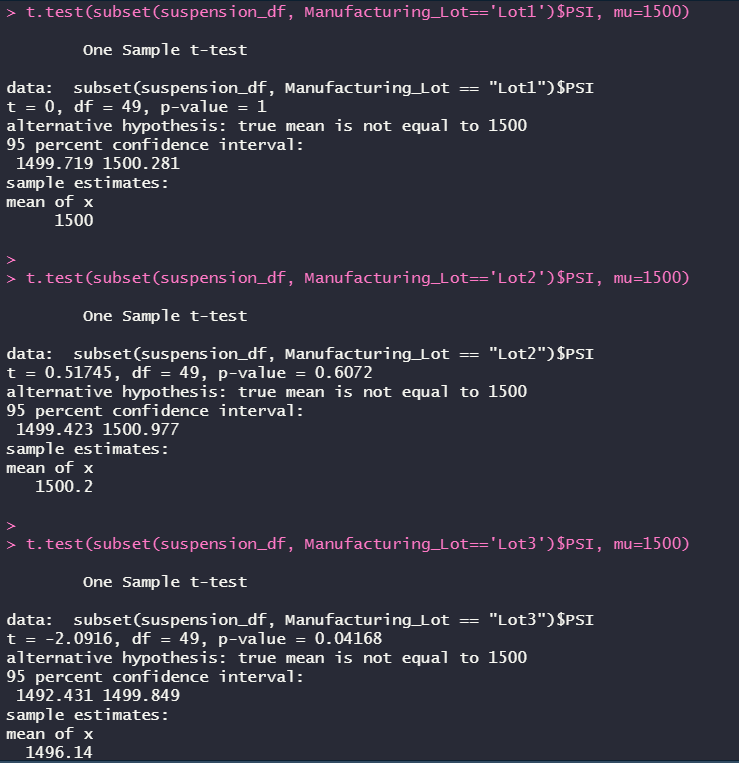 > t.test(subset(suspension_df, Manufacturing_Lot=='Lot1')$PSI, mu=1500)
One Sample t-test
data:  subset(suspension_df, Manufacturing_Lot == "Lot1")$PSI
t = 0, df = 49, p-value = 1
alternative hypothesis: true mean is not equal to 1500
95 percent confidence interval:
1499.719 1500.281
sample estimates:
mean of x
1500
>
> t.test(subset(suspension_df, Manufacturing_Lot=='Lot2')$PSI, mu=1500)
One Sample t-test
data:  subset(suspension_df, Manufacturing_Lot == "Lot2")$PSI
t = 0.51745, df = 49, p-value = 0.6072
alternative hypothesis: true mean is not equal to 1500
95 percent confidence interval:
1499.423 1500.977
sample estimates:
mean of x
1500.2
>
> t.test(subset(suspension_df, Manufacturing_Lot=='Lot3')$PSI, mu=1500)
One Sample t-test
data:  subset(suspension_df, Manufacturing_Lot == "Lot3")$PSI
t = -2.0916, df = 49, p-value = 0.04168
alternative hypothesis: true mean is not equal to 1500
95 percent confidence interval:
1492.431 1499.849
sample estimates:
mean of x
1496.14